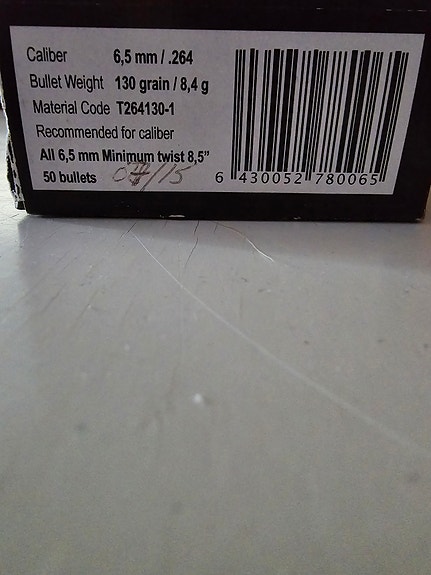 Caliber 6,5 mm / .264
Bullet Weight 130 grain / 8,4 g
Material Code T264130-1
Recommended for caliber
All 6,5 mm Minimum twist 8,5"
50 bullets 07/15
6 430052 780065